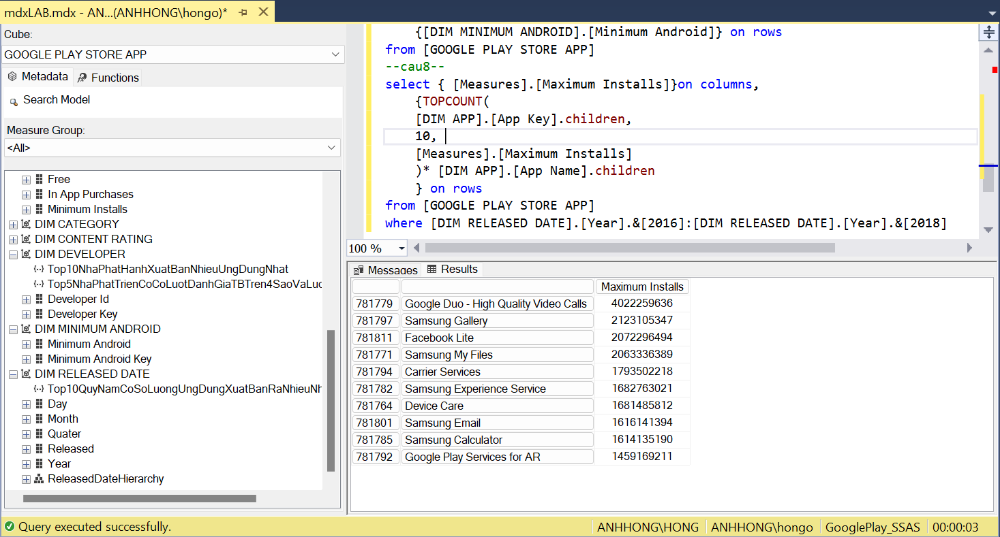 mdxLAB.mdx - AN...(ANHHONG\hongo)*
Cube:
GOOGLE PLAY STORE APP
Metadata
Functions
Search Model
Measure Group:
<All>
Free
In App Purchases
Minimum Installs
DIM CATEGORY
DIM CONTENT RATING
DIM DEVELOPER
Top10NhaPhatHanhXuatBanNhieuUngDungNhat
Top5NhaPhatTrienCoCoLuotDanhGiaTBTren4SaoVaLuo
Developer Id
Developer Key
DIM MINIMUM ANDROID
Minimum Android
Minimum Android Key
DIM RELEASED DATE
Top10QuyNamCoSoLuongUngDungXuatBanRaNhieuNh
Day
Month
Quater
Released
Year
ReleasedDateHierarchy
{[DIM MINIMUM ANDROID].[Minimum Android]} on rows
from [GOOGLE PLAY STORE APP]
--cau8--
select { [Measures].[Maximum Installs]}on columns,
{TOPCOUNT(
[DIM APP].[App Key].children,
10,
[Measures].[Maximum Installs]
)* [DIM APP].[App Name].children
} on rows
from [GOOGLE PLAY STORE APP]
where [DIM RELEASED DATE].[Year].&[2016]:[DIM RELEASED DATE].[Year].&[2018]
100 %
Messages
Results
Maximum Installs
781779 Google Duo - High Quality Video Calls 4022259636
781797 Samsung Gallery 2123105347
781811 Facebook Lite 2072296494
781771 Samsung My Files 2063336389
781794 Carrier Services 1793502218
781782 Samsung Experience Service 1682763021
781764 Device Care 1681485812
781801 Samsung Email 1616141394
781785 Samsung Calculator 1614135190
781792 Google Play Services for AR 1459169211
Query executed successfully.
ANHHONG\HONG
ANHHONG\hongo
GooglePlay_SSAS
00:00:03